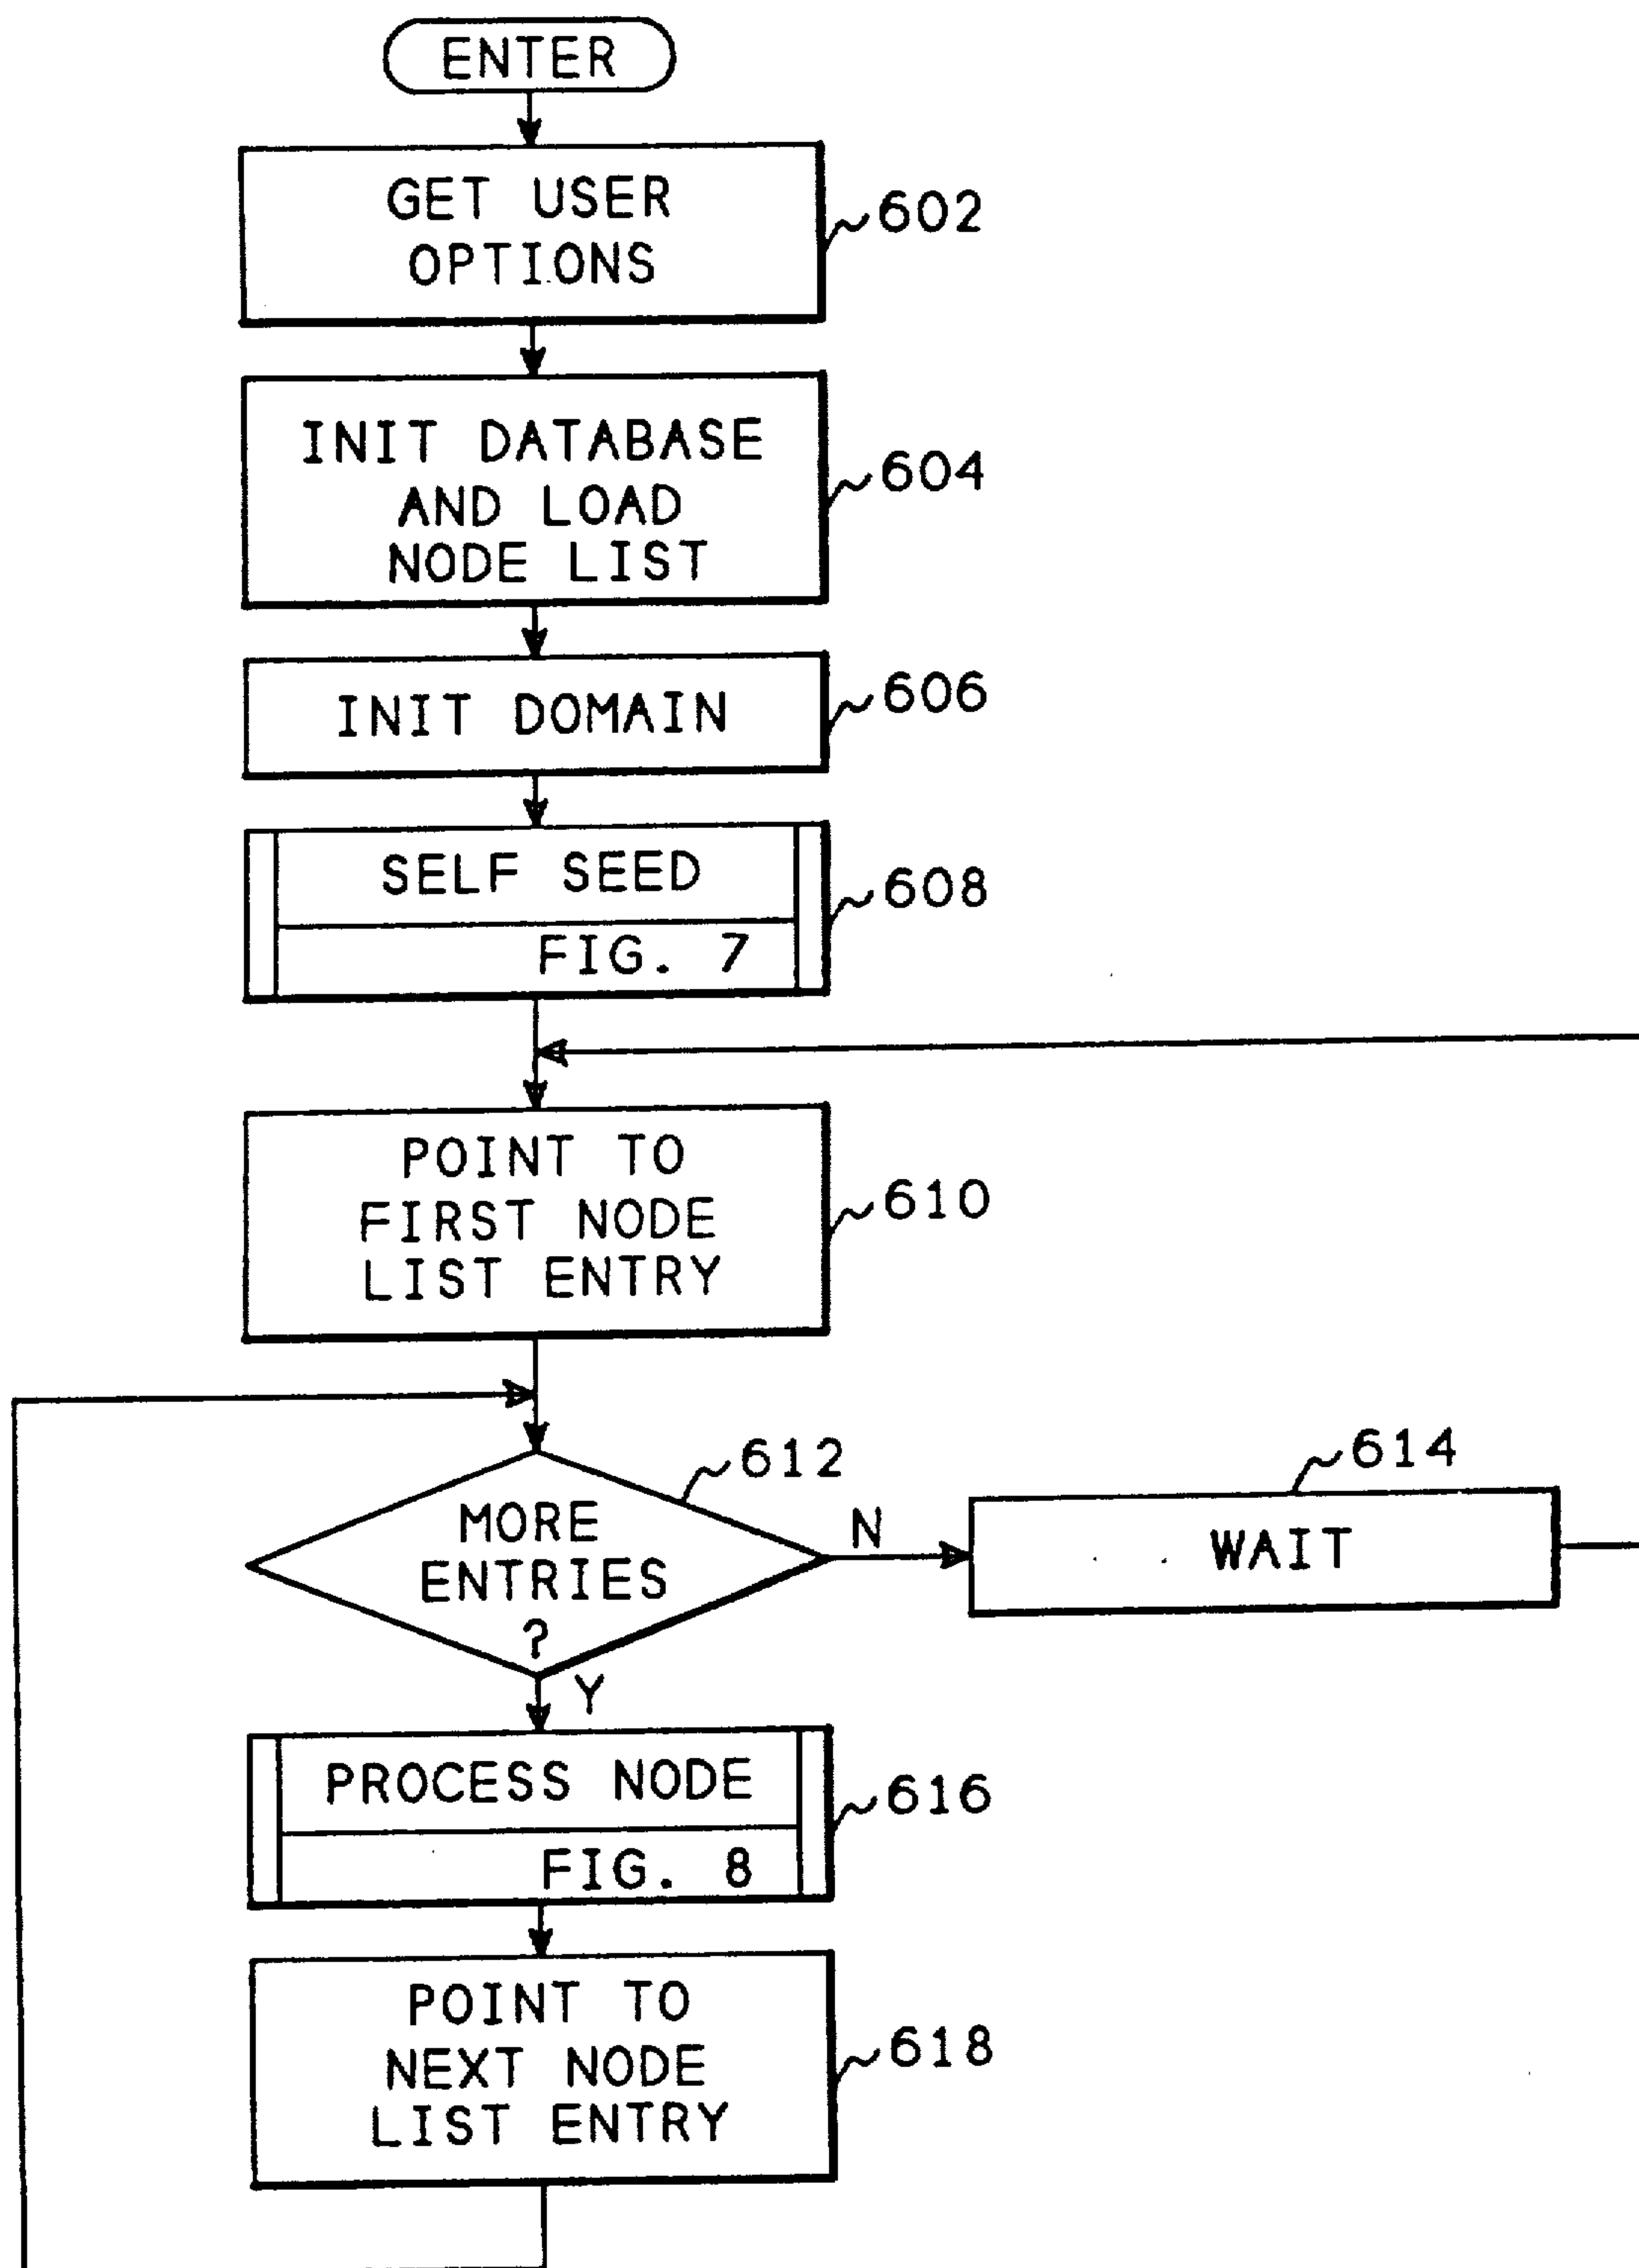 ENTER
GET USER
OPTIONS
602
INIT DATABASE
AND LOAD
NODE LIST
604
INIT DOMAIN
606
SELF SEED
FIG. 7
608
POINT TO
FIRST NODE
LIST ENTRY
610
MORE
ENTRIES
?
612
N
WAIT
614
Y
PROCESS NODE
FIG. 8
616
POINT TO
NEXT NODE
LIST ENTRY
618